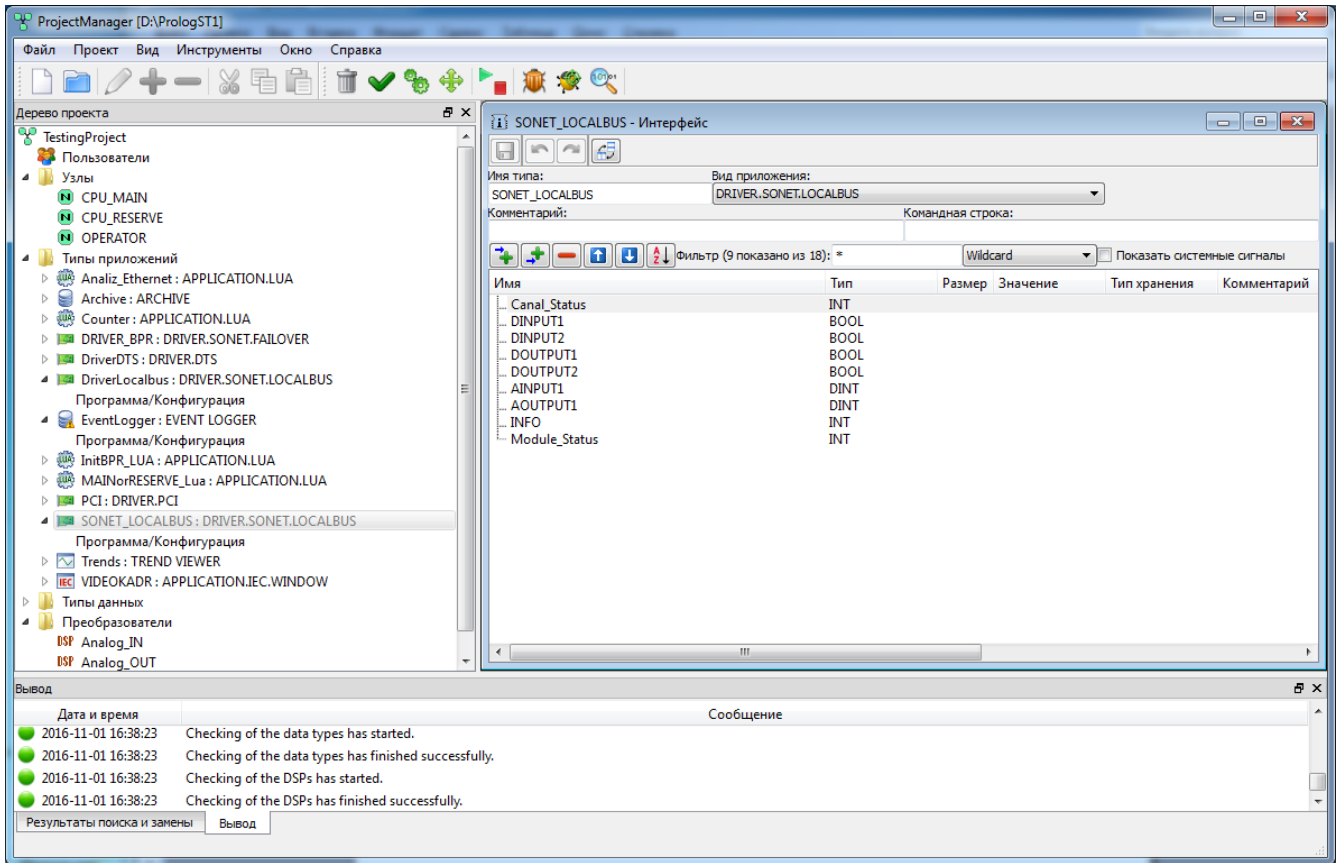 ProjectManager [D:\PrologST1]
Файл Проект Вид Инструменты Окно Справка
Дерево проекта
TestingProject
Пользователи
Узлы
CPU_MAIN
CPU_RESERVE
OPERATOR
Типы приложений
Analiz_Ethernet : APPLICATION.LUA
Archive : ARCHIVE
Counter : APPLICATION.LUA
DRIVER_BPR : DRIVER.SONET.FAILOVER
DriverDTS : DRIVER.DTS
DriverLocalbus : DRIVER.SONET.LOCALBUS
Программа/Конфигурация
EventLogger : EVENT LOGGER
Программа/Конфигурация
InitBPR_LUA : APPLICATION.LUA
MAINorRESERVE_Lua : APPLICATION.LUA
PCI : DRIVER.PCI
SONET_LOCALBUS : DRIVER.SONET.LOCALBUS
Программа/Конфигурация
Trends : TREND VIEWER
IEC VIDEOKADR : APPLICATION.IEC.WINDOW
Типы данных
Преобразователи
DSP Analog_IN
DSP Analog_OUT
SONET_LOCALBUS - Интерфейс
Имя типа: Вид приложения:
SONET_LOCALBUS DRIVER.SONET.LOCALBUS
Комментарий: Командная строка:
Фильтр (9 показано из 18): * Wildcard Показать системные сигналы
Имя Тип Размер Значение Тип хранения Комментарий
Canal_Status INT
DINPUT1 BOOL
DINPUT2 BOOL
DOUTPUT1 BOOL
DOUTPUT2 BOOL
AINPUT1 DINT
AOUTPUT1 DINT
INFO INT
Module_Status INT
Вывод
Дата и время Сообщение
2016-11-01 16:38:23 Checking of the data types has started.
2016-11-01 16:38:23 Checking of the data types has finished successfully.
2016-11-01 16:38:23 Checking of the DSPs has started.
2016-11-01 16:38:23 Checking of the DSPs has finished successfully.
Результаты поиска и замены Вывод